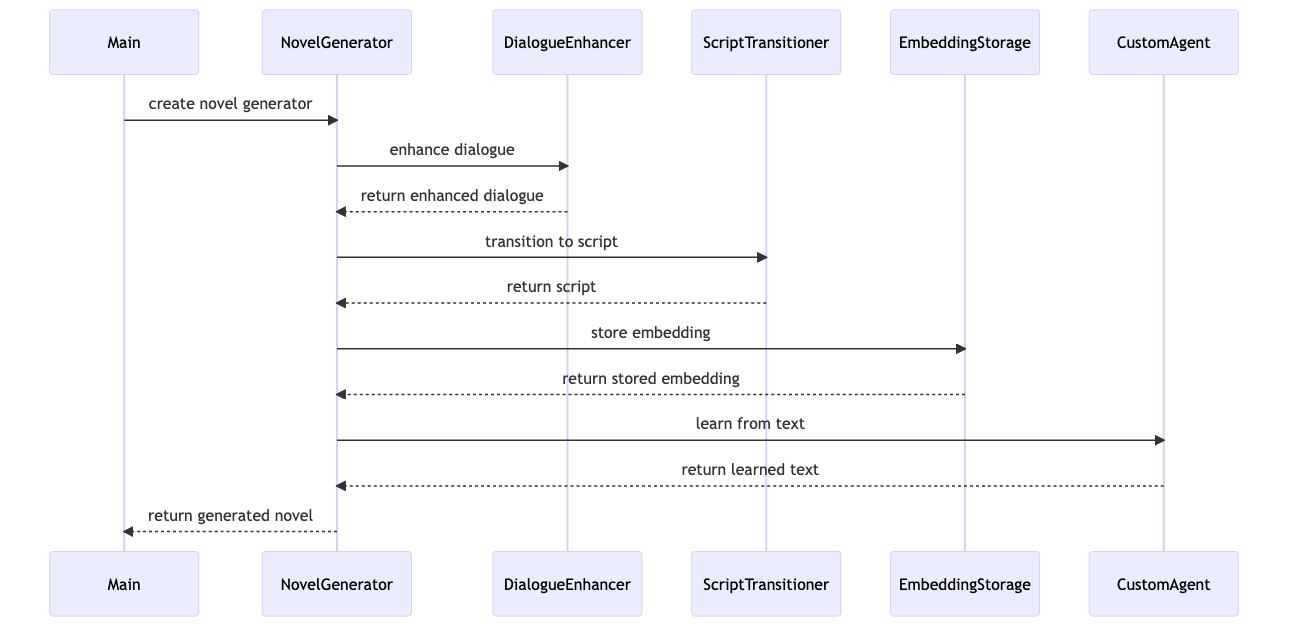 Main
NovelGenerator
DialogueEnhancer
ScriptTransitioner
EmbeddingStorage
CustomAgent
create novel generator
enhance dialogue
return enhanced dialogue
transition to script
return script
store embedding
return stored embedding
learn from text
return learned text
return generated novel
Main
NovelGenerator
DialogueEnhancer
ScriptTransitioner
EmbeddingStorage
CustomAgent